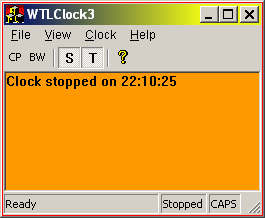 WTLClock3
File View Clock Help
CP BW S T ?
Clock stopped on 22:10:25
Ready Stopped CAPS